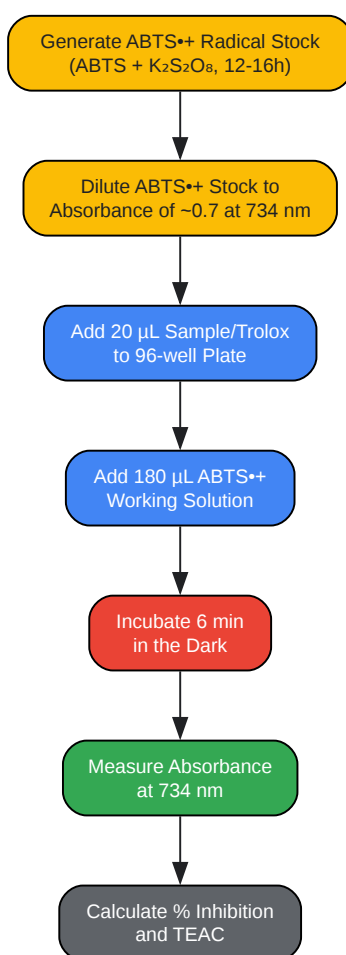 Generate ABTS•+ Radical Stock
(ABTS + K₂S₂O₈, 12-16h)
Dilute ABTS•+ Stock to
Absorbance of ~0.7 at 734 nm
Add 20 µL Sample/Trolox
to 96-well Plate
Add 180 µL ABTS•+
Working Solution
Incubate 6 min
in the Dark
Measure Absorbance
at 734 nm
Calculate % Inhibition
and TEAC